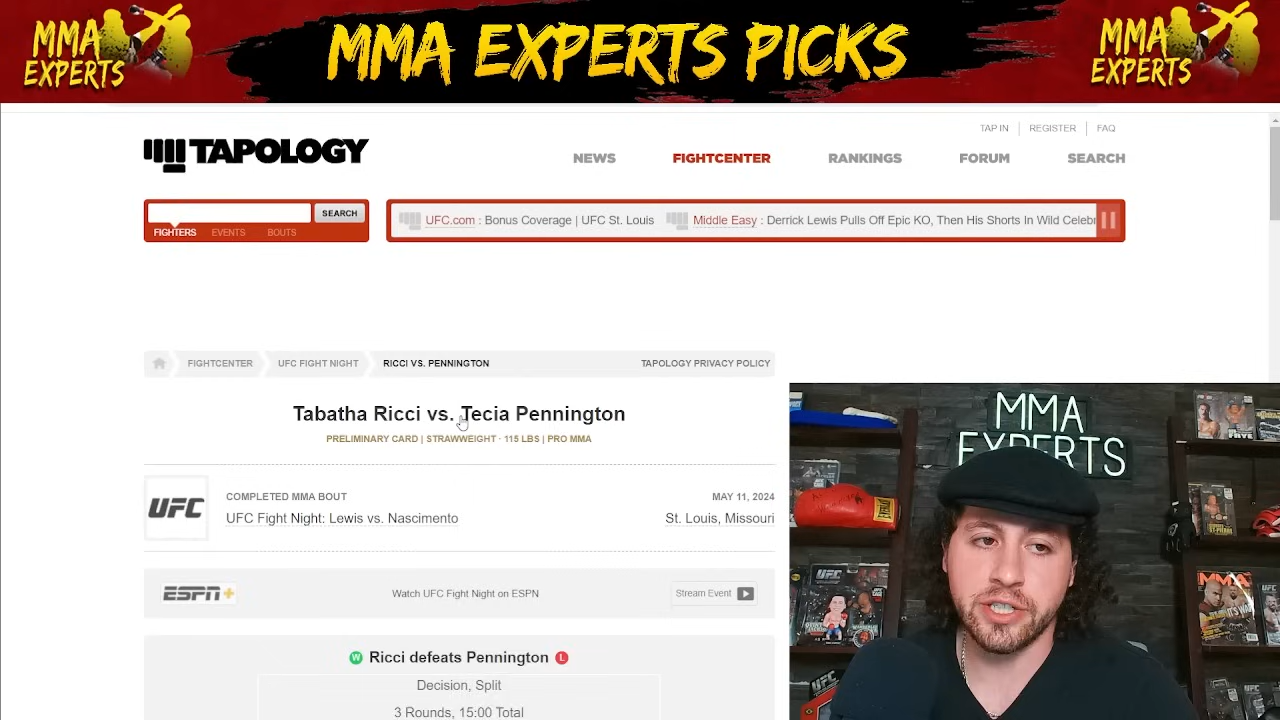 MMA
EXPERTS
MMA EXPERTS PICKS
MMA
EXPERTS
TAP IN
REGISTER
FAQ
TAPOLOGY
NEWS
FIGHTCENTER
RANKINGS
FORUM
SEARCH
SEARCH
FIGHTERS
EVENTS
BOUTS
UFC.com : Bonus Coverage | UFC St. Louis
Middle Easy : Derrick Lewis Pulls Off Epic KO, Then His Shorts In Wild Celebr
FIGHTCENTER
UFC FIGHT NIGHT
RICCI VS. PENNINGTON
TAPOLOGY PRIVACY POLICY
Tabatha Ricci vs. Tecia Pennington
PRELIMINARY CARD | STRAWWEIGHT · 115 LBS | PRO MMA
UFC
COMPLETED MMA BOUT
MAY 11, 2024
UFC Fight Night: Lewis vs. Nascimento
St. Louis, Missouri
ESPN+
Watch UFC Fight Night on ESPN
Stream Event
W Ricci defeats Pennington L
Decision, Split
3 Rounds, 15:00 Total
MMA
EXPERTS
UFC
MMA
UFC